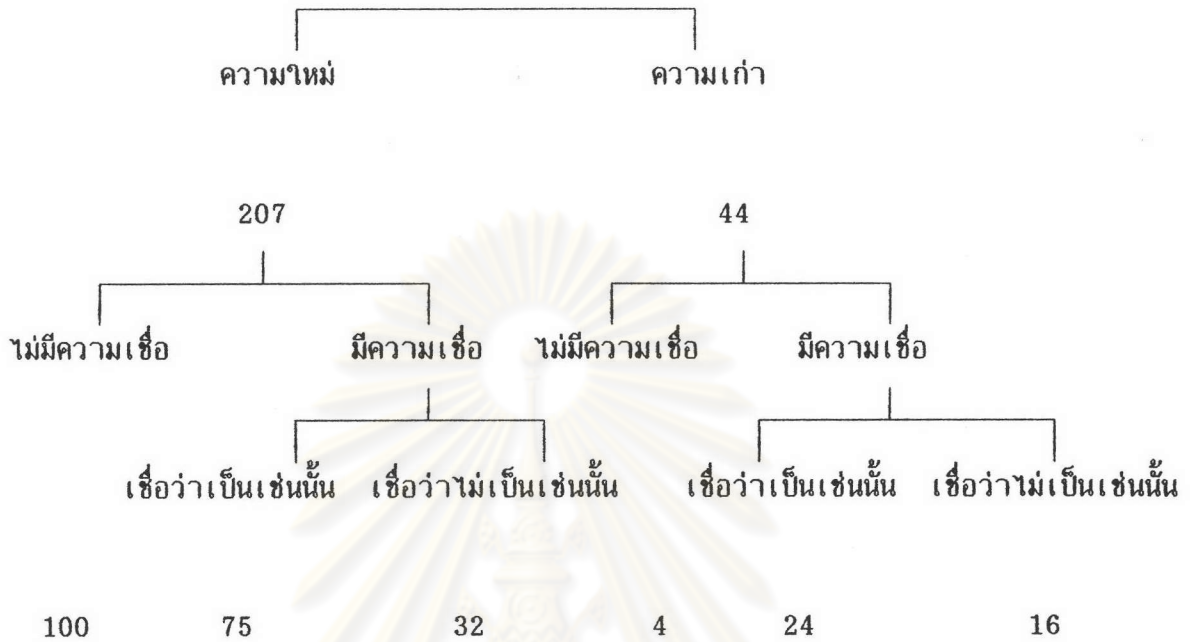 ความใหม่ ความเก่า
207 44
ไม่มีความเชื่อ มีความเชื่อ ไม่มีความเชื่อ มีความเชื่อ
เชื่อว่าเป็นเช่นนั้น เชื่อว่าไม่เป็นเช่นนั้น เชื่อว่าเป็นเช่นนั้น เชื่อว่าไม่เป็นเช่นนั้น
100 75 32 4 24 16